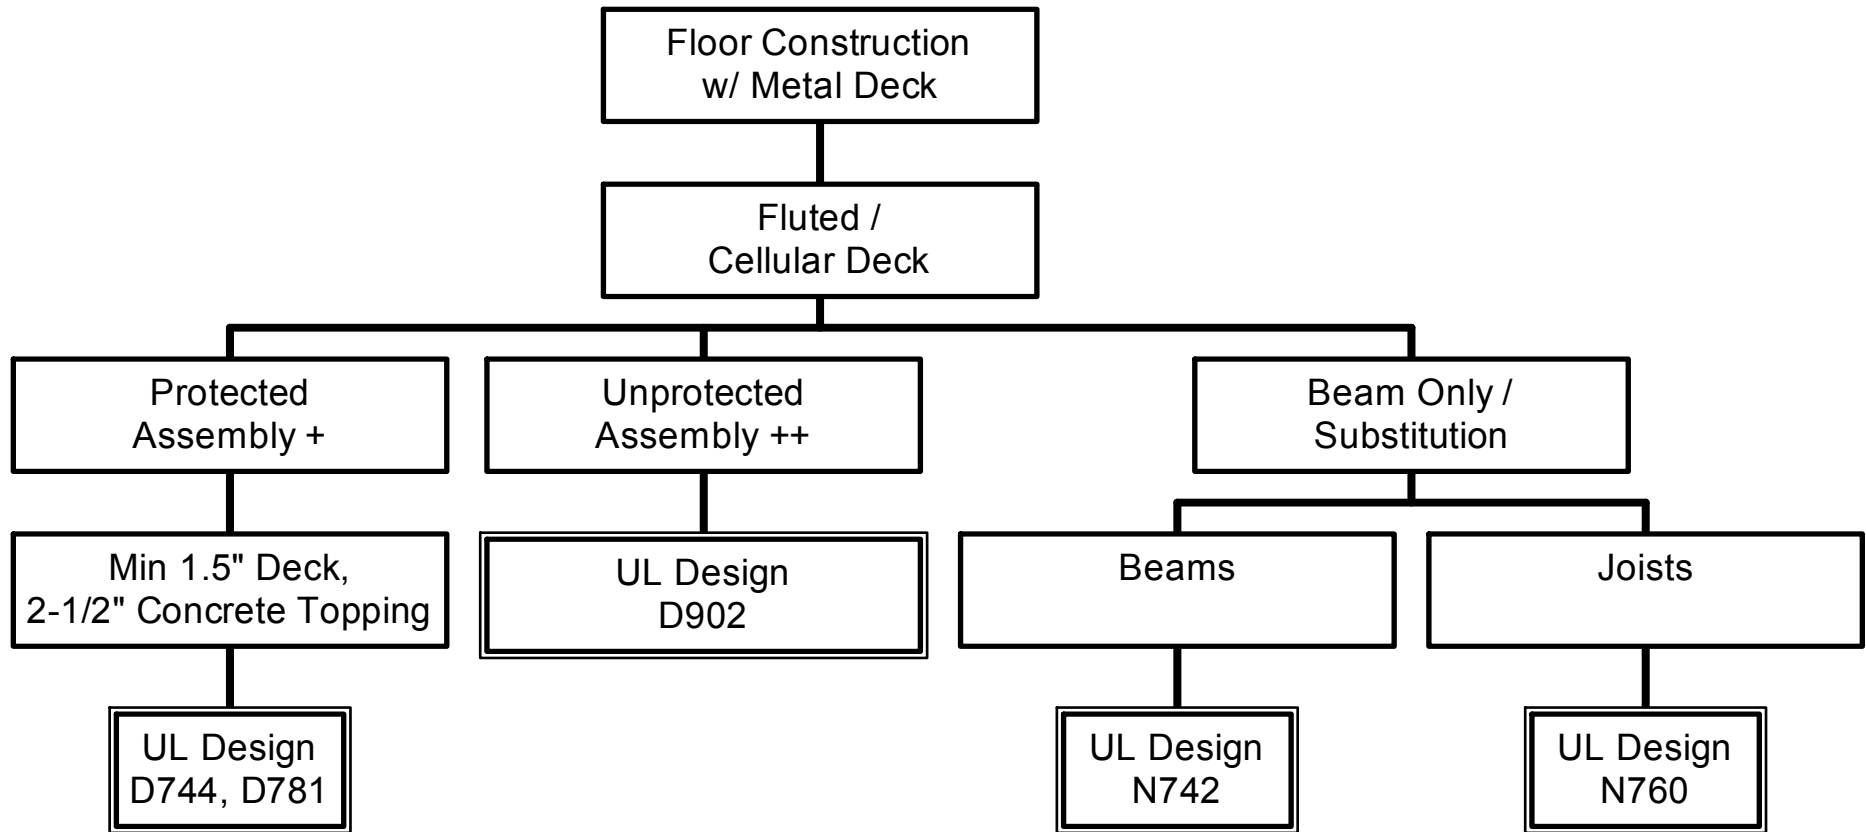 Floor Construction
w/ Metal Deck
Fluted /
Cellular Deck
Protected
Assembly +
Unprotected
Assembly ++
Beam Only /
Substitution
Min 1.5" Deck,
2-1/2" Concrete Topping
UL Design
D902
Beams
Joists
UL Design
D744, D781
UL Design
N742
UL Design
N760